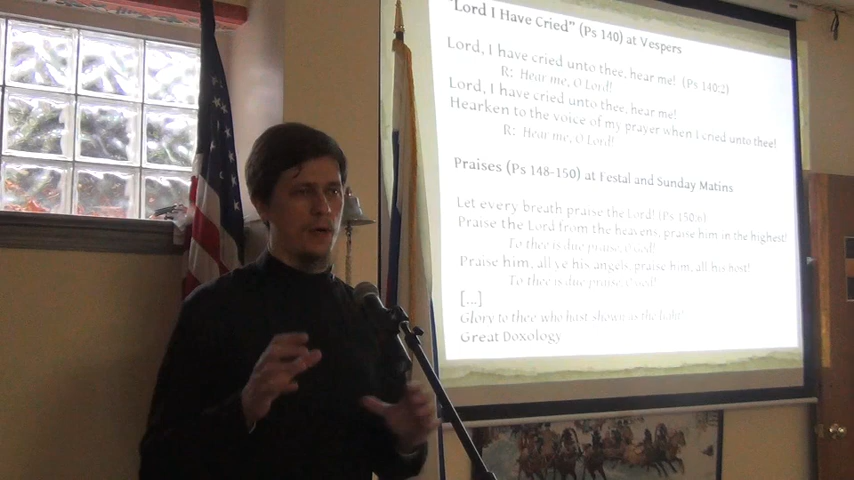 "Lord I Have Cried" (Ps 140) at Vespers
Lord, I have cried unto thee, hear me! (Ps 140:2)
R: Hear me, O Lord!
Lord, I have cried unto thee, hear me!
Hearken to the voice of my prayer when I cried unto thee!
R: Hear me, O Lord!
Praises (Ps 148-150) at Festal and Sunday Matins
Let every breath praise the Lord! (Ps 150:6)
Praise the Lord from the heavens, praise him in the highest!
To thee is due praise, O God!
Praise him, all ye his angels, praise him, all his host!
To thee is due praise, O God!
[...]
Glory to thee who hast shown us the light!
Great Doxology